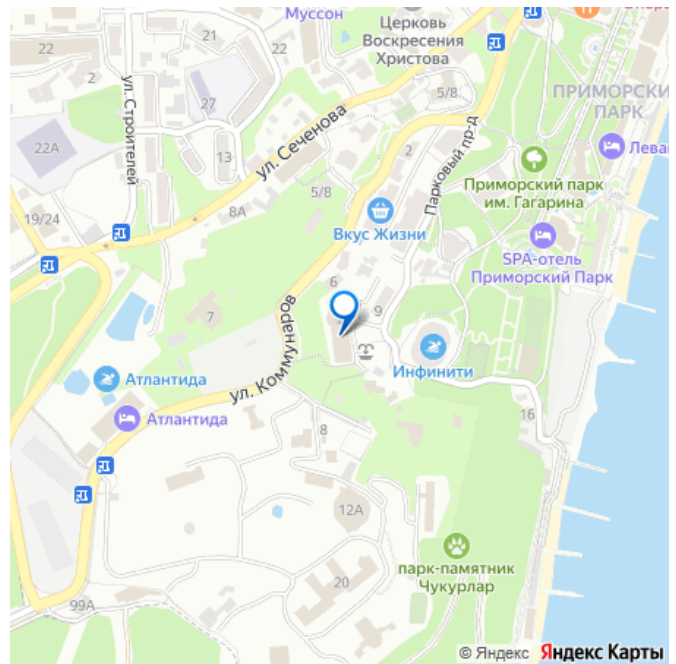 Муссон
Церковь
Воскресения
Христова
22
21
22
2
27
ул. Строителей
ул. Сеченова
5/8
ПРИМОРСКИ
ПАРК
22А
13
2
Парковый пр-д
Лева
Приморский парк
им. Гагарина
5/8
19/24
8А
Вкус Жизни
SPA-отель
Приморский Парк
6
7
9
ул. Коммунаров
Инфинити
Атлантида
Атлантида
8
16
12А
парк-памятник
Чукурлар
20
99А
© Яндекс Яндекс Карты